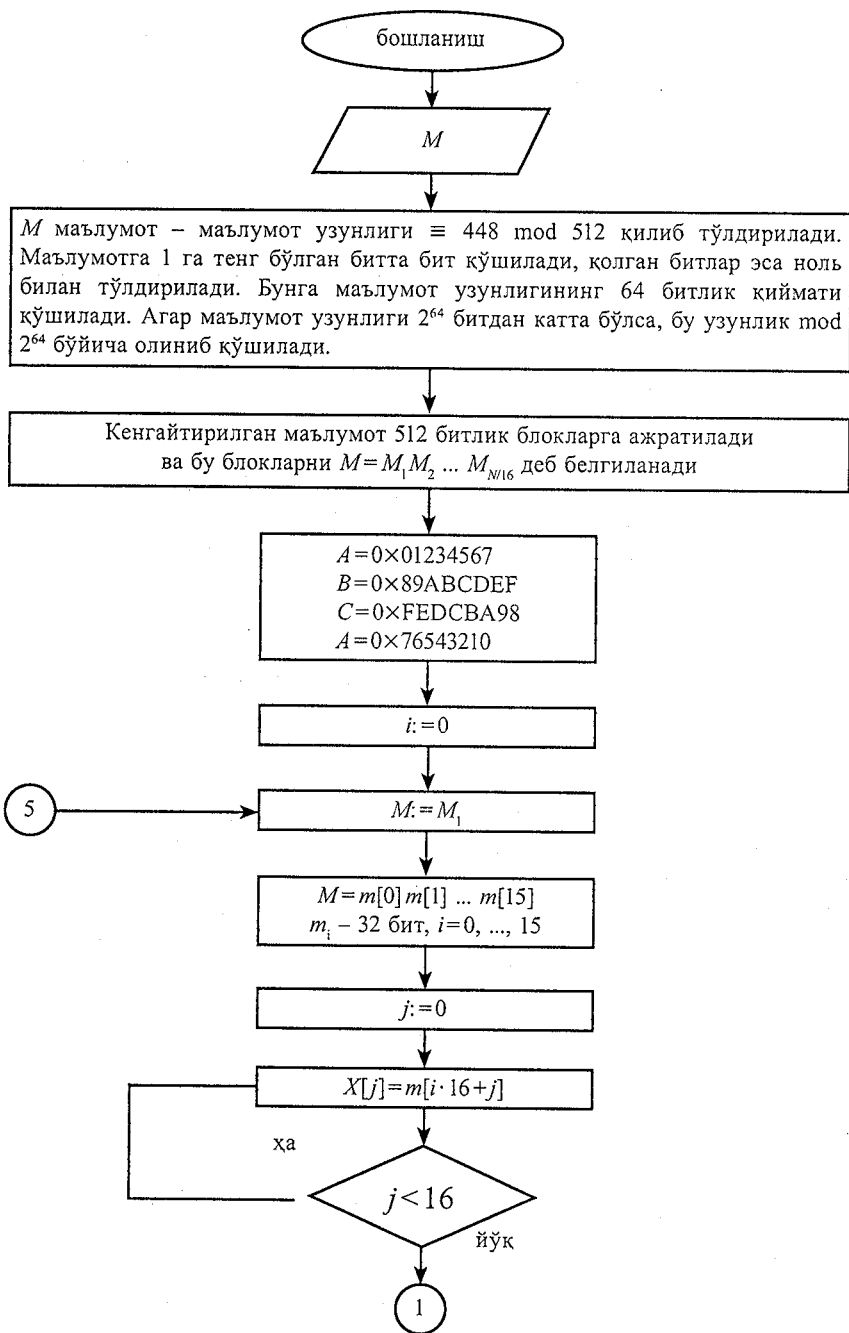 бошланиш
M
M маълумот – маълумот узунлиги ≡ 448 mod 512 қилиб тўлдирилади.
Маълумотга 1 га тенг бўлган битта бит қўшилади, қолган битлар эса ноль
билан тўлдирилади. Бунга маълумот узунлигининг 64 битлик қиймати
қўшилади. Агар маълумот узунлиги 2⁶⁴ битдан катта бўлса, бу узунлик mod
2⁶⁴ бўйича олиниб қўшилади.
Кенгайтирилган маълумот 512 битлик блокларга ажратилади
ва бу блокларни M=M₁M₂ ... M_{N/16} деб белгиланади
A=0×01234567
B=0×89ABCDEF
C=0×FEDCBA98
A=0×76543210
i:=0
5
M:=M₁
M=m[0]m[1] ... m[15]
mᵢ – 32 бит, i=0, ..., 15
j:=0
X[j]=m[i·16+j]
ҳа
j<16
йўқ
1